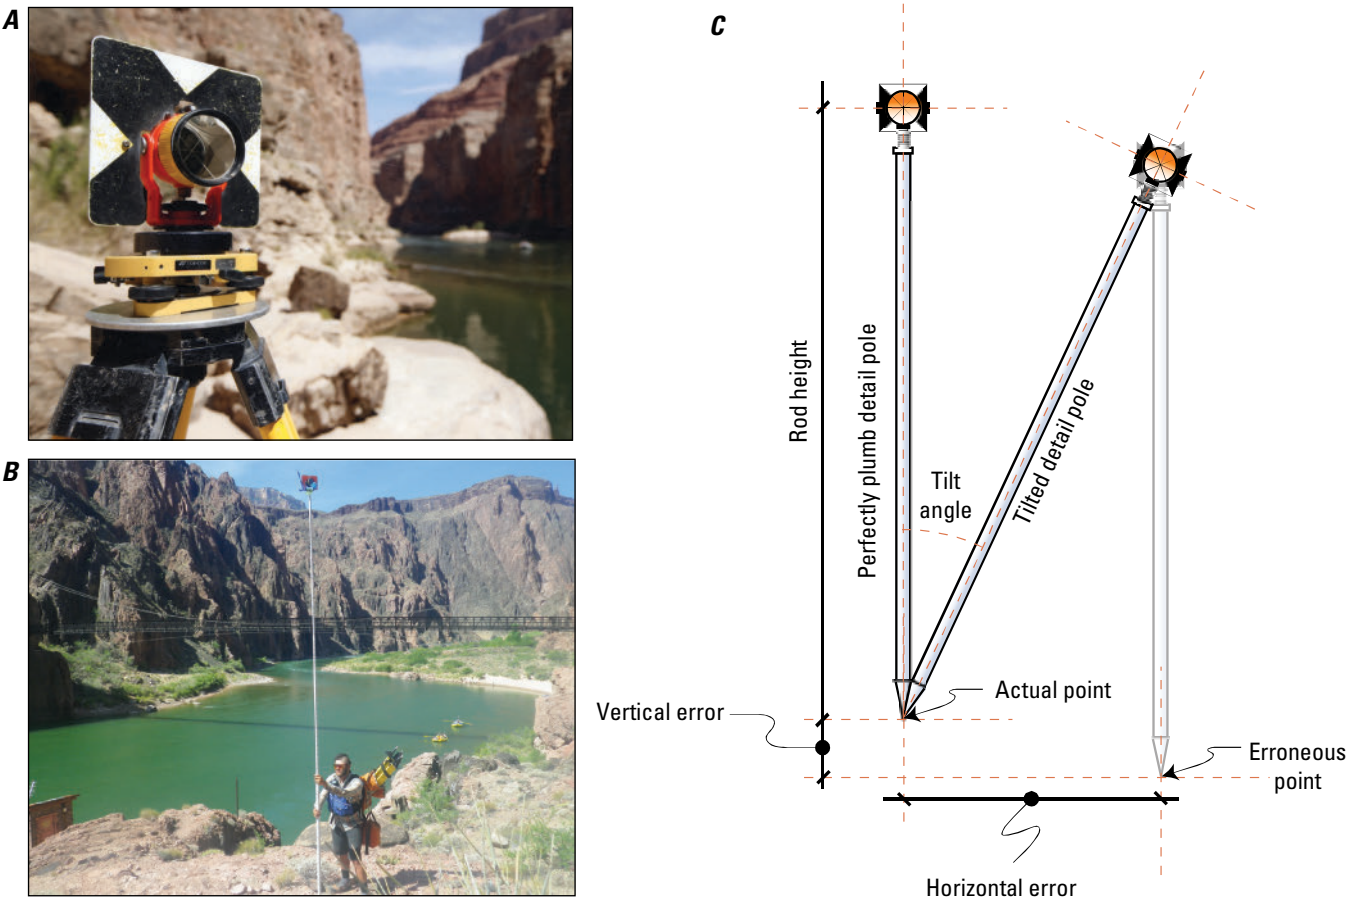 A
B
C
Rod height
Perfectly plumb detail pole
Tilt
angle
Tilted detail pole
Actual point
Vertical error
Erroneous
point
Horizontal error